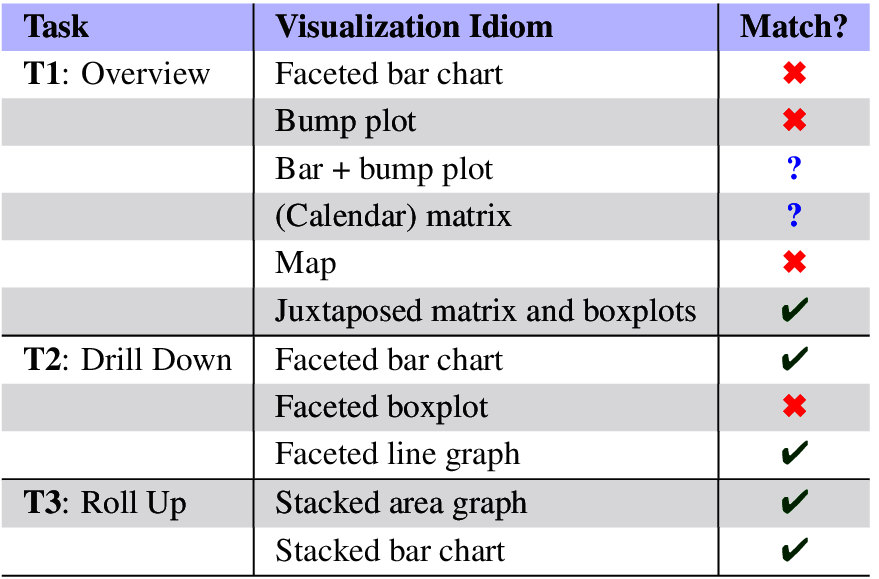 Task Visualization Idiom Match?
T1: Overview Faceted bar chart ✖
Bump plot ✖
Bar + bump plot ?
(Calendar) matrix ?
Map ✖
Juxtaposed matrix and boxplots ✔
T2: Drill Down Faceted bar chart ✔
Faceted boxplot ✖
Faceted line graph ✔
T3: Roll Up Stacked area graph ✔
Stacked bar chart ✔